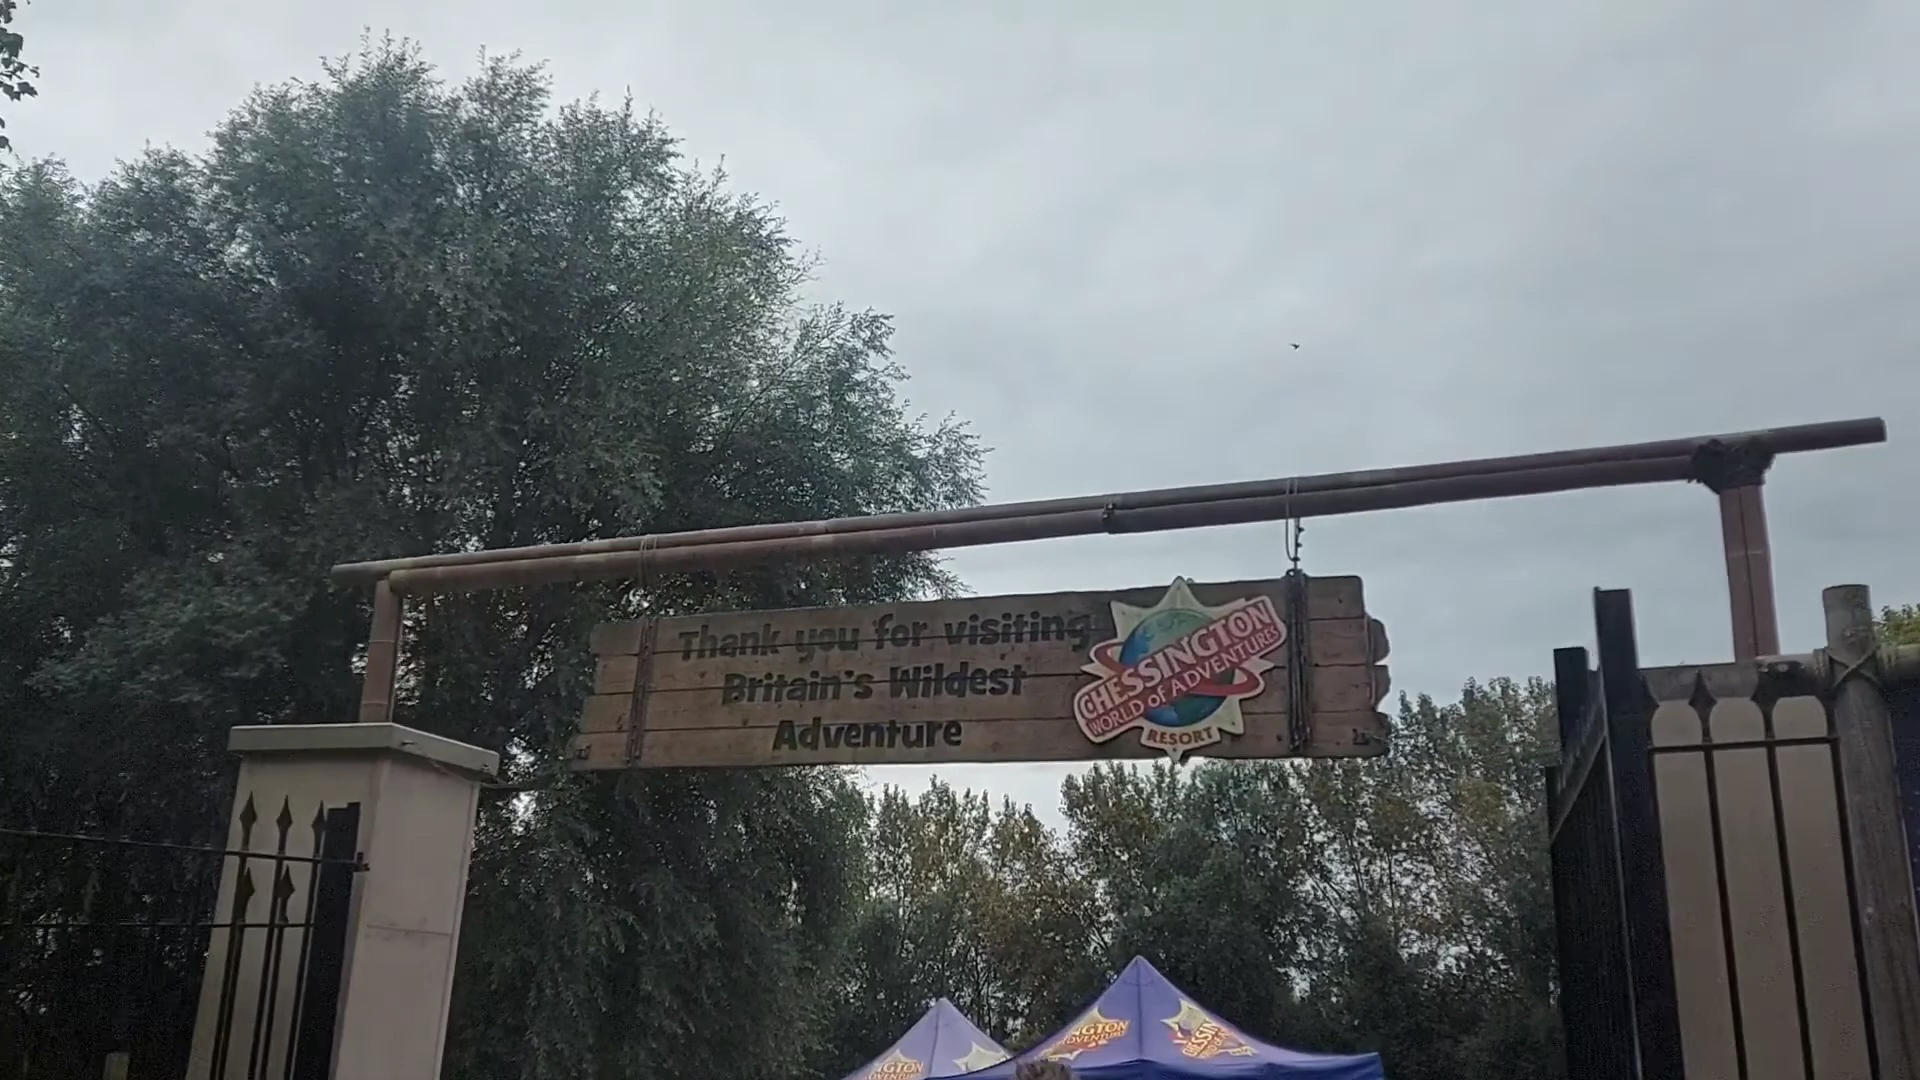 Thank you for visiting
Britain's Wildest
Adventure
CHESSINGTON
WORLD OF ADVENTURES
RESORT